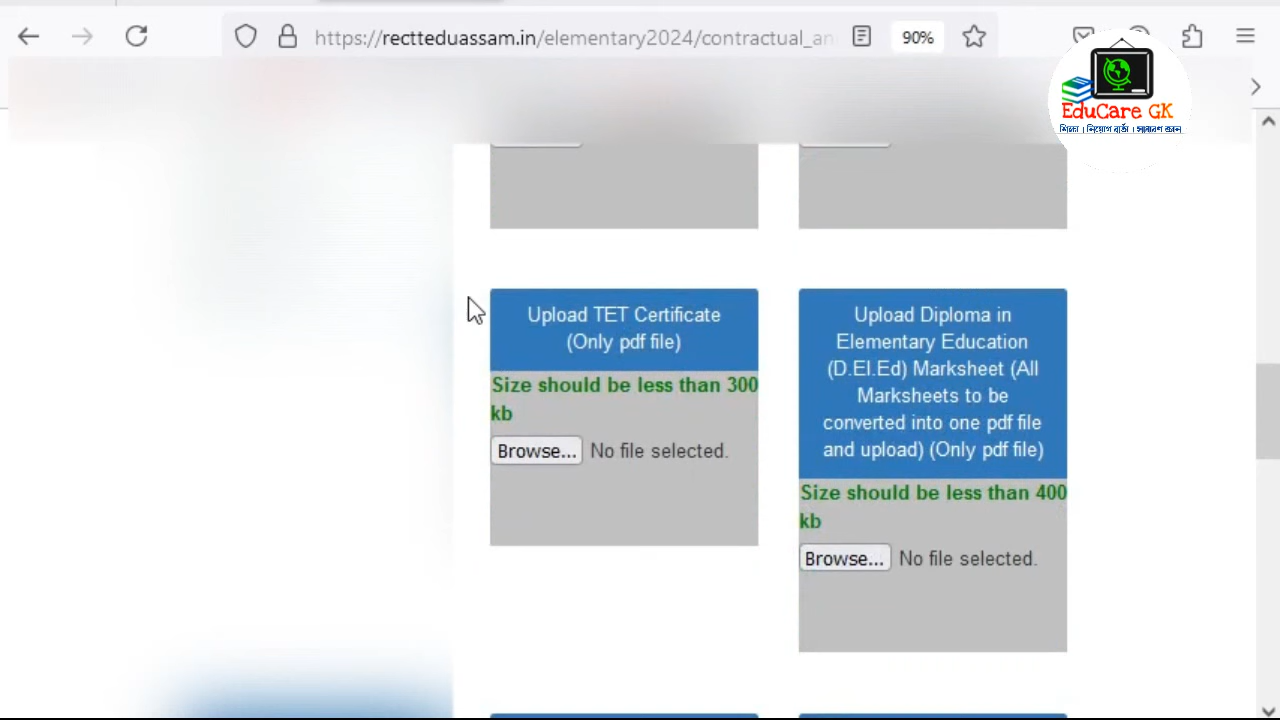 https://rectteduassam.in/elementary2024/contractual_an
90%
EduCare GK
শিক্ষা । নিয়োগ বাৰ্তা । সাধাৰণ জ্ঞান
Upload TET Certificate
(Only pdf file)
Size should be less than 300
kb
Browse... No file selected.
Upload Diploma in
Elementary Education
(D.El.Ed) Marksheet (All
Marksheets to be
converted into one pdf file
and upload) (Only pdf file)
Size should be less than 400
kb
Browse... No file selected.